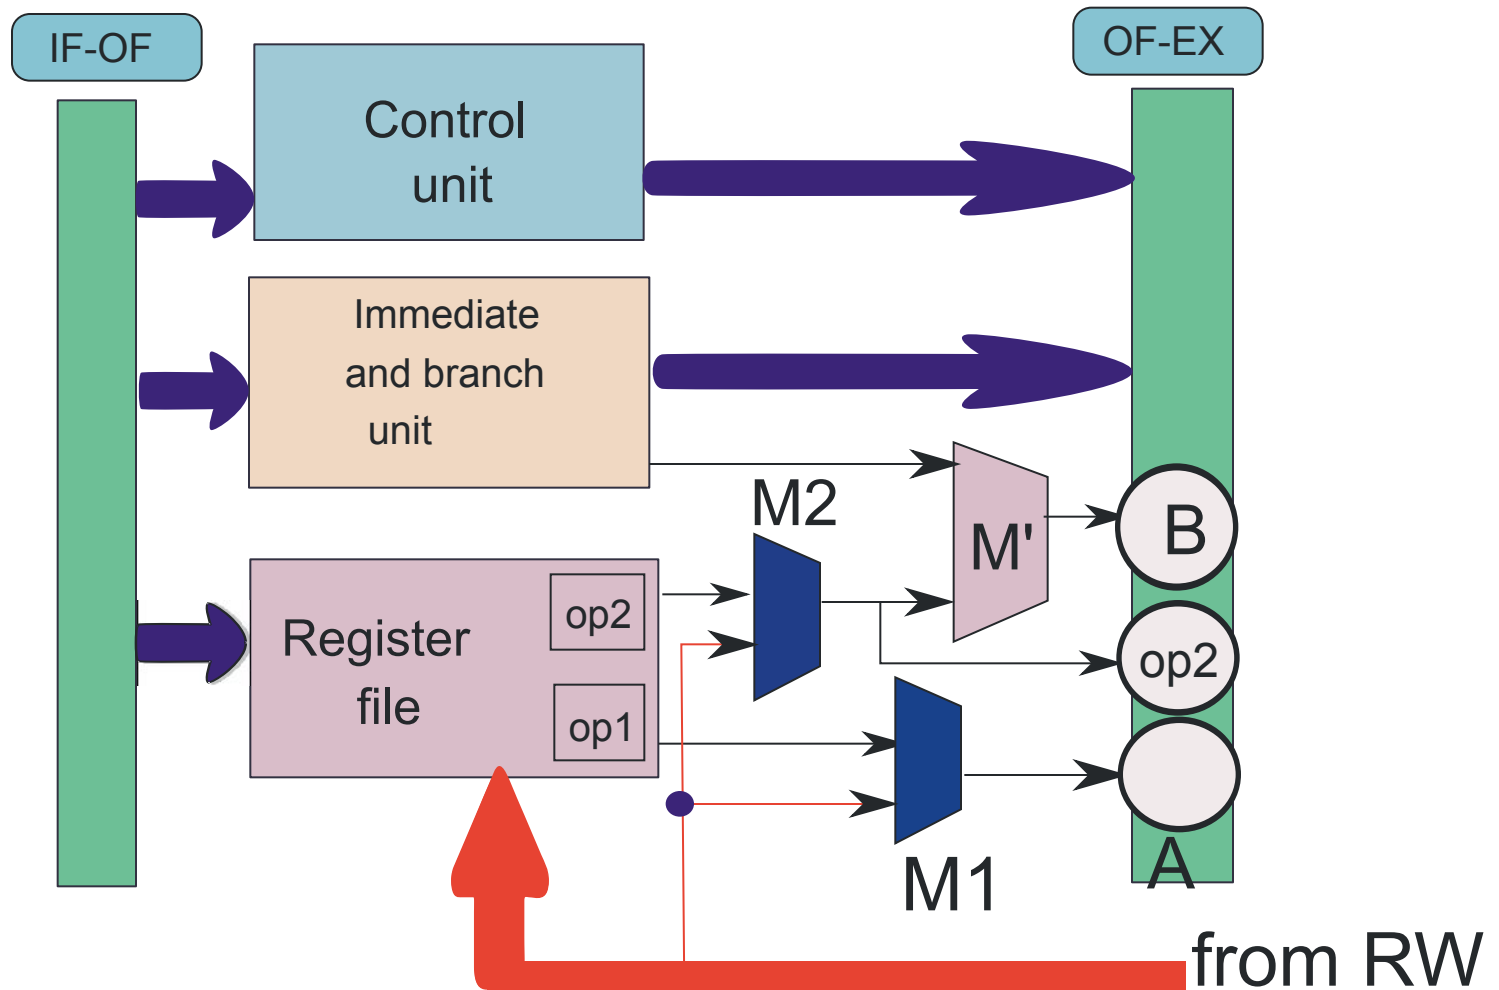 IF-OF
OF-EX
Control
unit
Immediate
and branch
unit
M2
M'
B
Register
file
op2
op1
op2
M1
A
from RW